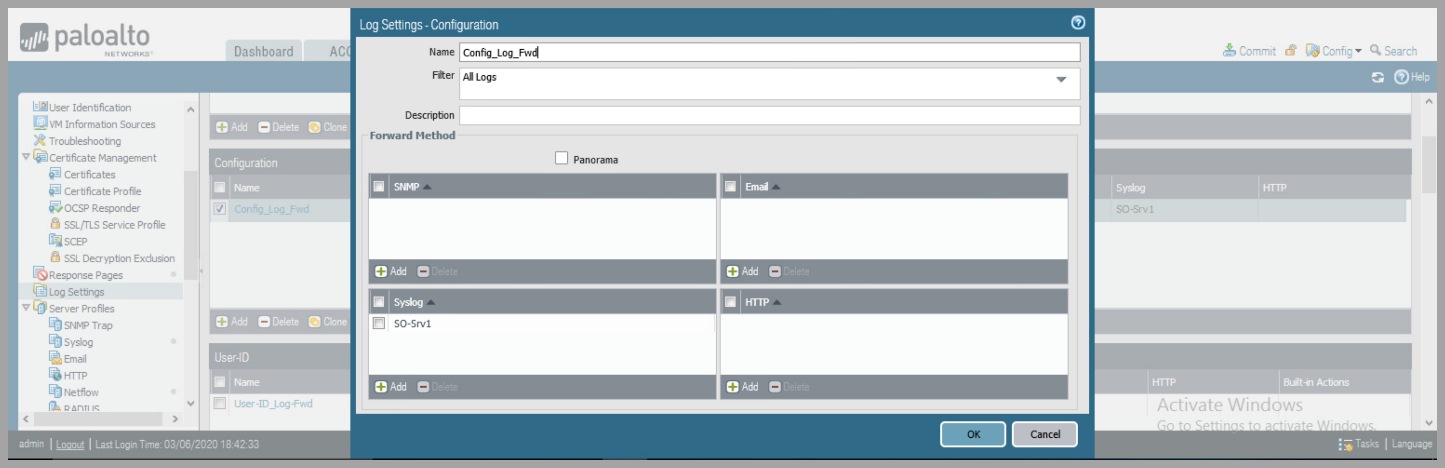 paloalto
NETWORKS
Dashboard
ACC
Commit
Config
Search
Help
User Identification
VM Information Sources
Troubleshooting
Certificate Management
Certificates
Certificate Profile
OCSP Responder
SSL/TLS Service Profile
SCEP
SSL Decryption Exclusion
Response Pages
Log Settings
Server Profiles
SNMP Trap
Syslog
Email
HTTP
Netflow
RADIUS
Add Delete Clone
Configuration
Name
Config_Log_Fwd
Add Delete Clone
User-ID
Name
User-ID_Log-Fwd
Log Settings - Configuration
Name Config_Log_Fwd
Filter All Logs
Description
Forward Method
Panorama
SNMP
Email
Add Delete
Add Delete
Syslog
HTTP
SO-Srv1
Add Delete
Add Delete
OK Cancel
Syslog HTTP
SO-Srv1
HTTP Built-in Actions
Activate Windows
Go to Settings to activate Windows.
admin | Logout | Last Login Time: 03/06/2020 18:42:33
Tasks | Language